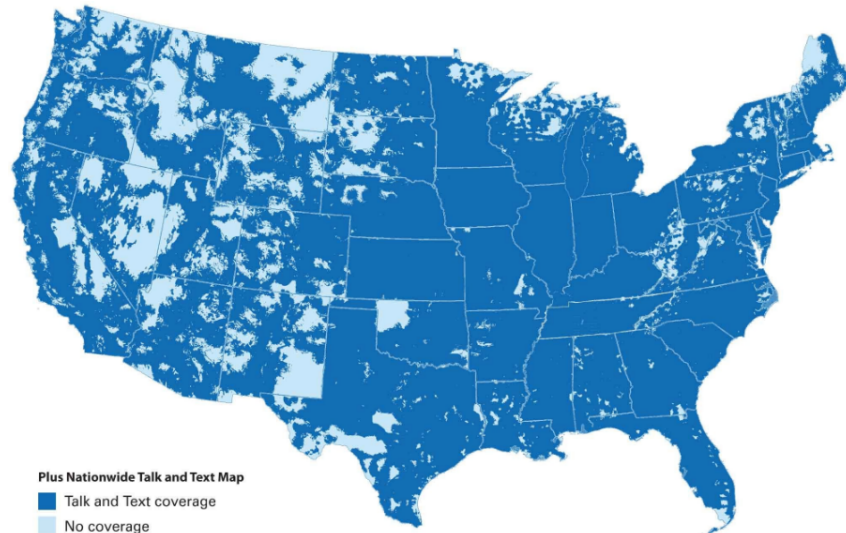 Plus Nationwide Talk and Text Map
Talk and Text coverage
No coverage